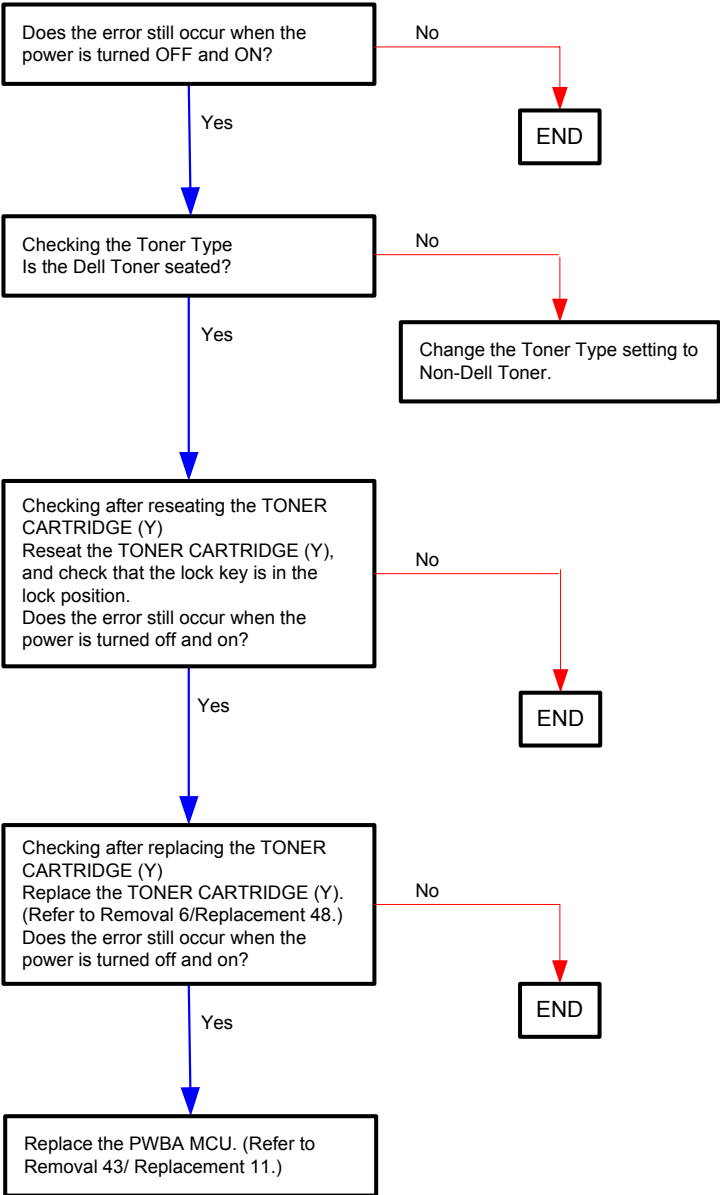 Does the error still occur when the
power is turned OFF and ON?
No
END
Yes
Checking the Toner Type
Is the Dell Toner seated?
No
Yes
Change the Toner Type setting to
Non-Dell Toner.
Checking after reseating the TONER
CARTRIDGE (Y)
Reseat the TONER CARTRIDGE (Y),
and check that the lock key is in the
lock position.
Does the error still occur when the
power is turned off and on?
No
END
Yes
Checking after replacing the TONER
CARTRIDGE (Y)
Replace the TONER CARTRIDGE (Y).
(Refer to Removal 6/Replacement 48.)
Does the error still occur when the
power is turned off and on?
No
END
Yes
Replace the PWBA MCU. (Refer to
Removal 43/ Replacement 11.)